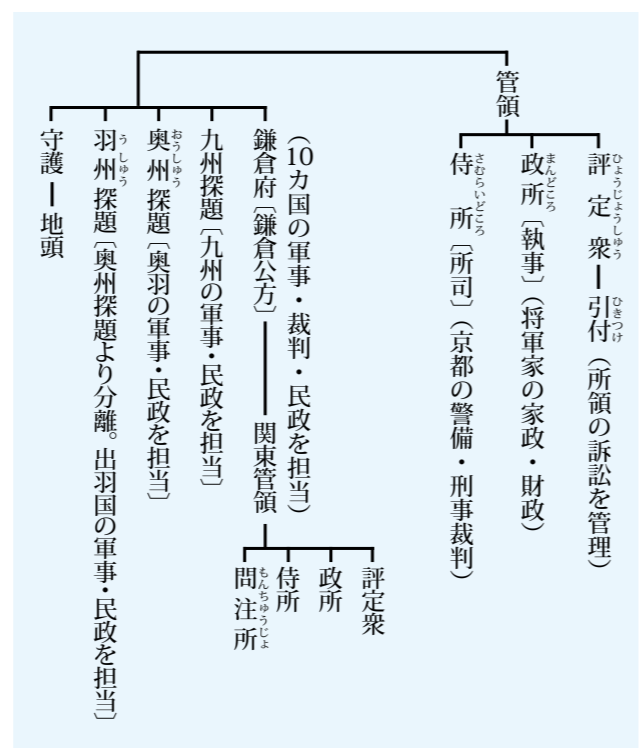 管領
評定衆ー引付（所領の訴訟を管理）
ひょうじょうしゅう
ひきつけ
政所〔執事〕（将軍家の家政・財政）
まんどころ
侍所〔所司〕（京都の警備・刑事裁判）
さむらいどころ
（10カ国の軍事・裁判・民政を担当）
鎌倉府〔鎌倉公方〕
関東管領
評定衆
政所
侍所
問注所
もんちゅうじょ
九州探題〔九州の軍事・民政を担当〕
奥州探題〔奥羽の軍事・民政を担当〕
おうしゅう
羽州探題〔奥州探題より分離。出羽国の軍事・民政を担当〕
うしゅう
守護ー地頭